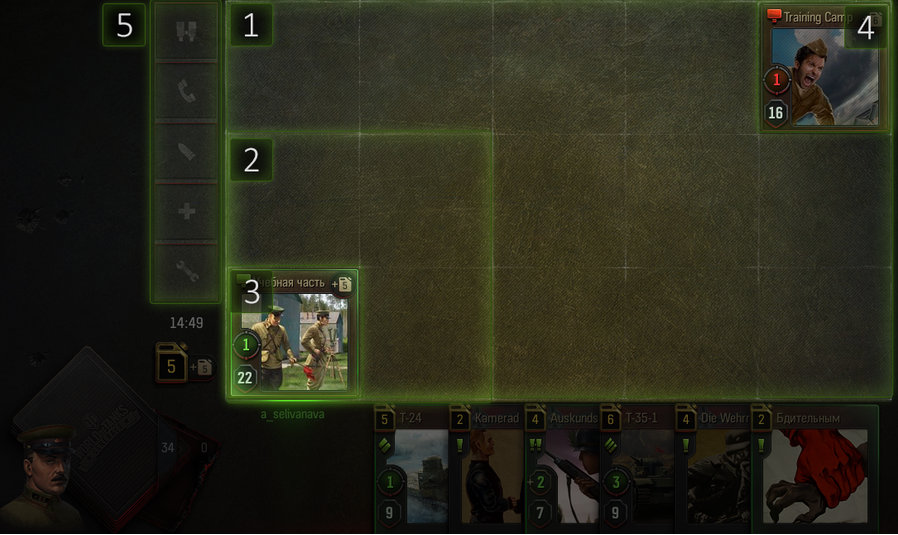 5
1
Training Camp
4
1
16
2
3
чебная часть
+5
1
22
14:49
5
+5
a_selivanava
34
0
5 T-24
2 Kamerad
4 Auskunds
6 T-35-1
4 Die Wehr
2 Бдительным
1
9
+2
7
3
9